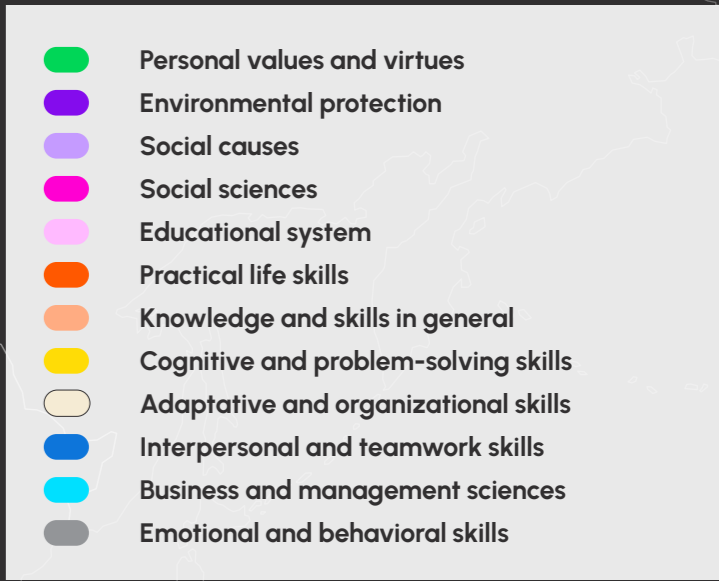 Personal values and virtues
Environmental protection
Social causes
Social sciences
Educational system
Practical life skills
Knowledge and skills in general
Cognitive and problem-solving skills
Adaptative and organizational skills
Interpersonal and teamwork skills
Business and management sciences
Emotional and behavioral skills